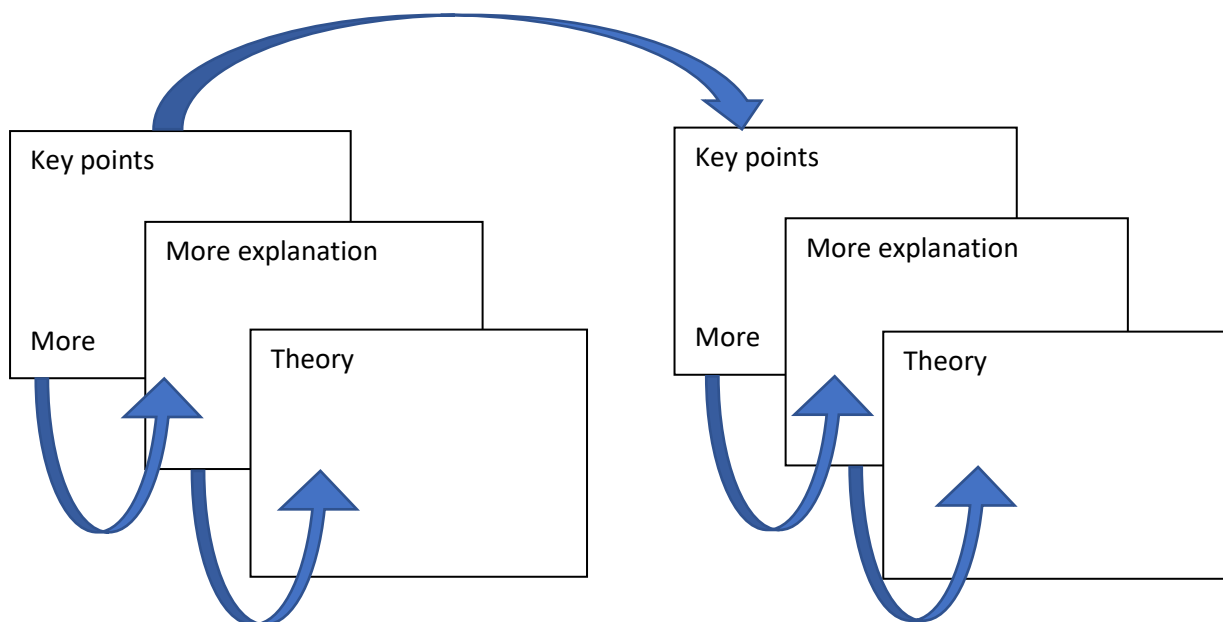 Key points
More explanation
More
Theory
Key points
More explanation
More
Theory